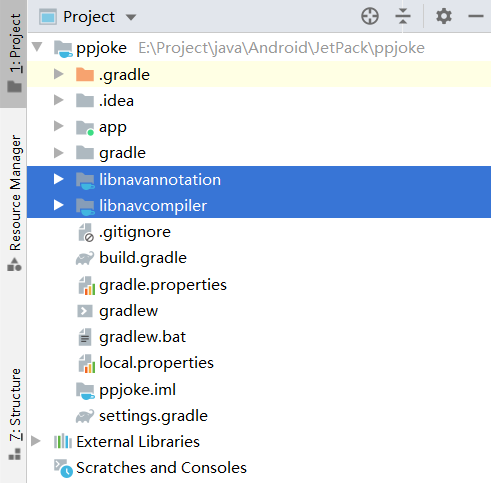 Project
1: Project
Resource Manager
7: Structure
ppjoke E:\Project\java\Android\JetPack\ppjoke
.gradle
.idea
app
gradle
libnavannotation
libnavcompiler
.gitignore
build.gradle
gradle.properties
gradlew
gradlew.bat
local.properties
ppjoke.iml
settings.gradle
External Libraries
Scratches and Consoles